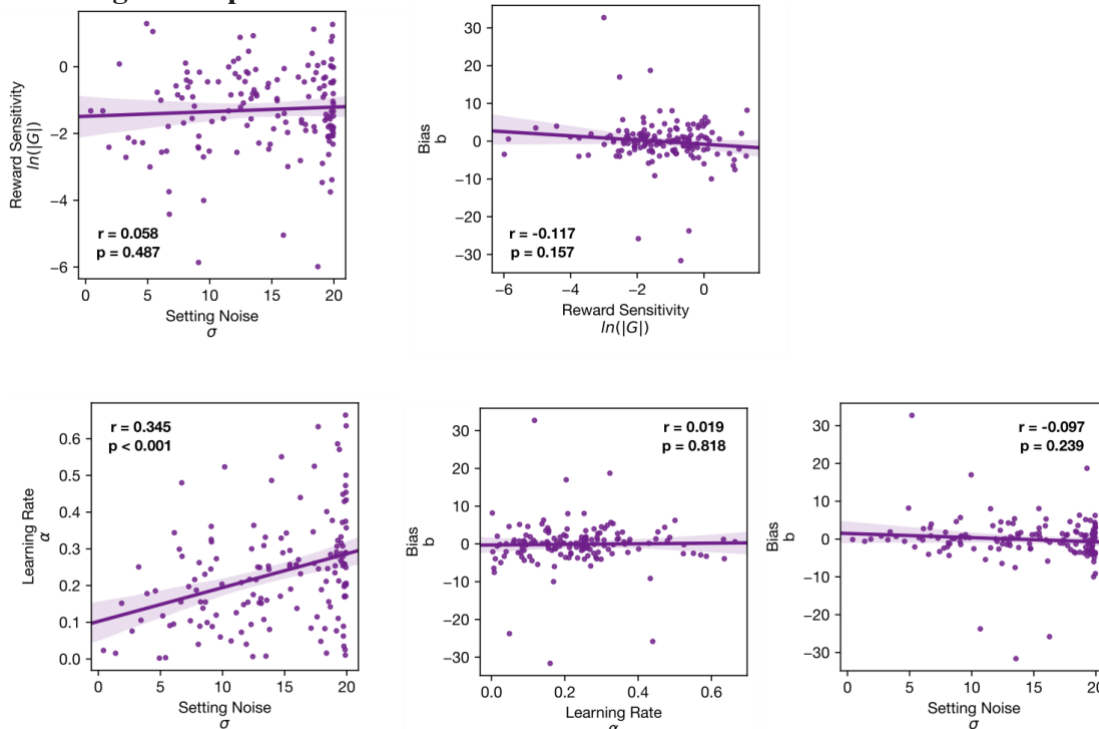 0
−2
−4
−6
Reward Sensitivity
ln(|G|)
r = 0.058
p = 0.487
0 5 10 15 20
Setting Noise
σ
30
20
10
0
−10
−20
−30
Bias
b
r = -0.117
p = 0.157
−6 −4 −2 0
Reward Sensitivity
ln(|G|)
0.6
0.5
0.4
0.3
0.2
0.1
0.0
Learning Rate
α
r = 0.345
p < 0.001
0 5 10 15 20
Setting Noise
σ
30
20
10
0
−10
−20
−30
Bias
b
r = 0.019
p = 0.818
0.0 0.2 0.4 0.6
Learning Rate
α
30
20
10
0
−10
−20
−30
Bias
b
r = -0.097
p = 0.239
0 5 10 15 20
Setting Noise
σ